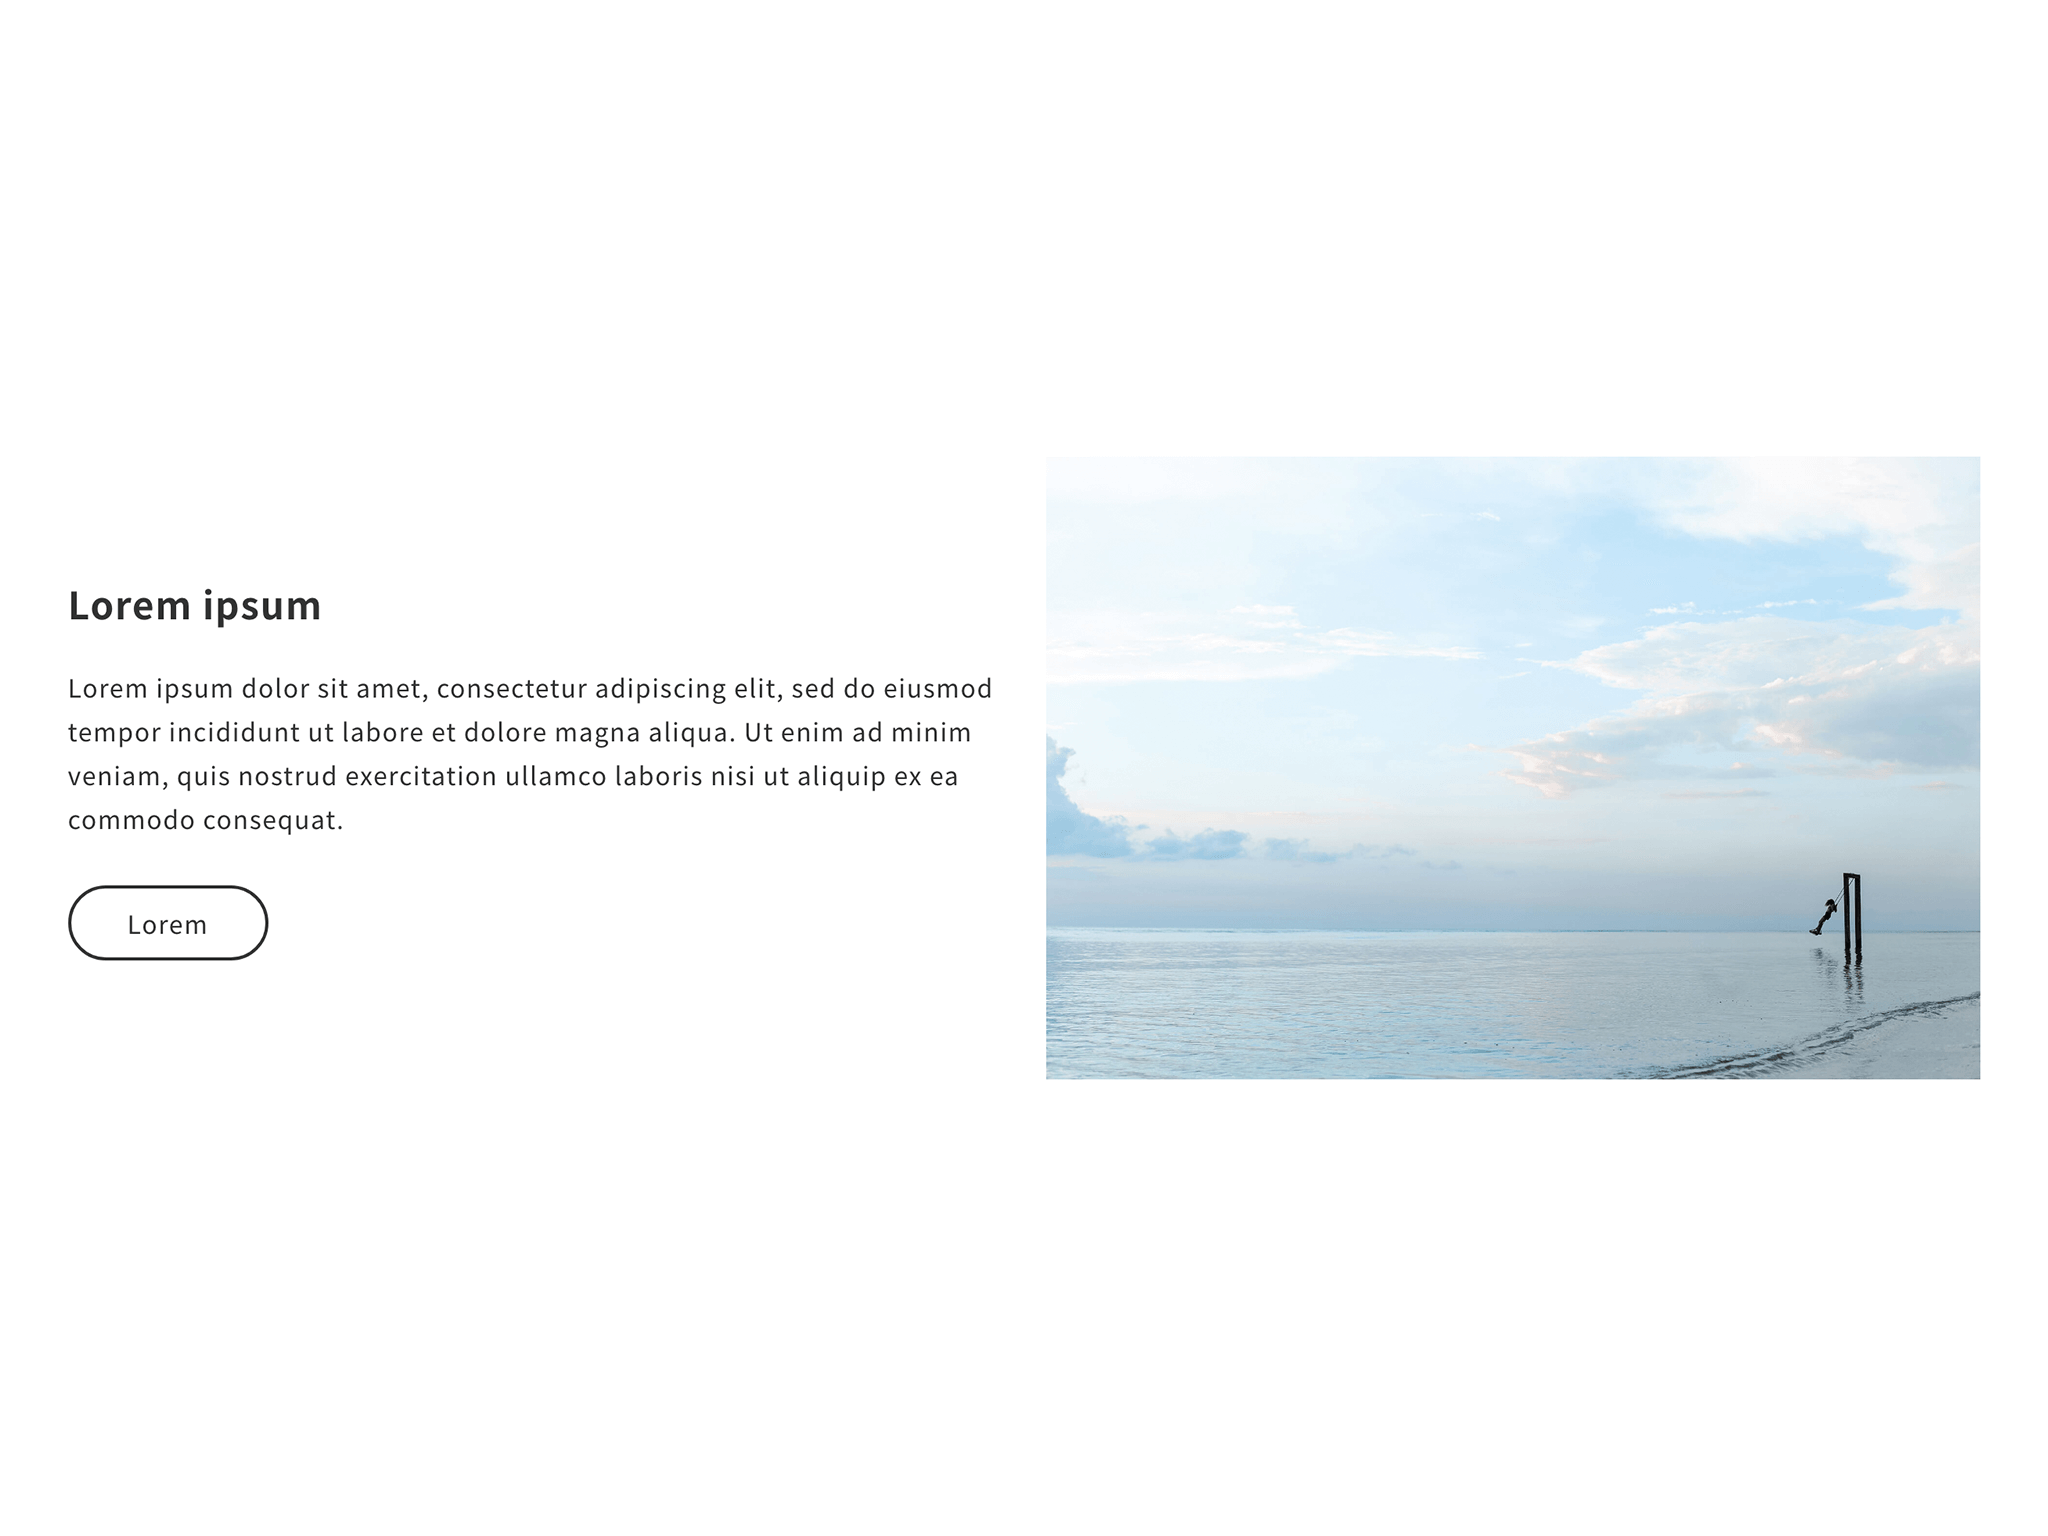 Lorem ipsum
Lorem ipsum dolor sit amet, consectetur adipiscing elit, sed do eiusmod
tempor incididunt ut labore et dolore magna aliqua. Ut enim ad minim
veniam, quis nostrud exercitation ullamco laboris nisi ut aliquip ex ea
commodo consequat.
Lorem